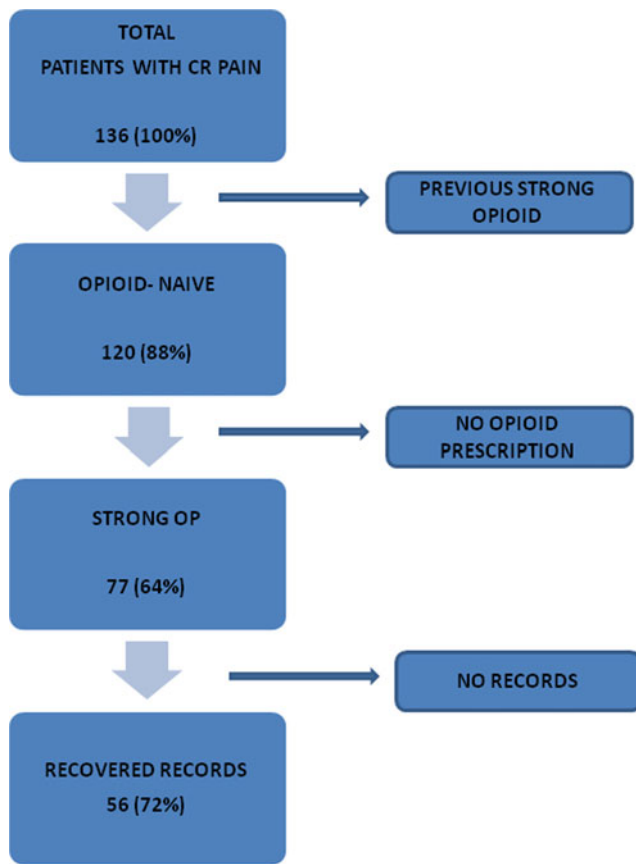 TOTAL
PATIENTS WITH CR PAIN
136 (100%)
PREVIOUS STRONG
OPIOID
OPIOID- NAIVE
120 (88%)
NO OPIOID
PRESCRIPTION
STRONG OP
77 (64%)
NO RECORDS
RECOVERED RECORDS
56 (72%)